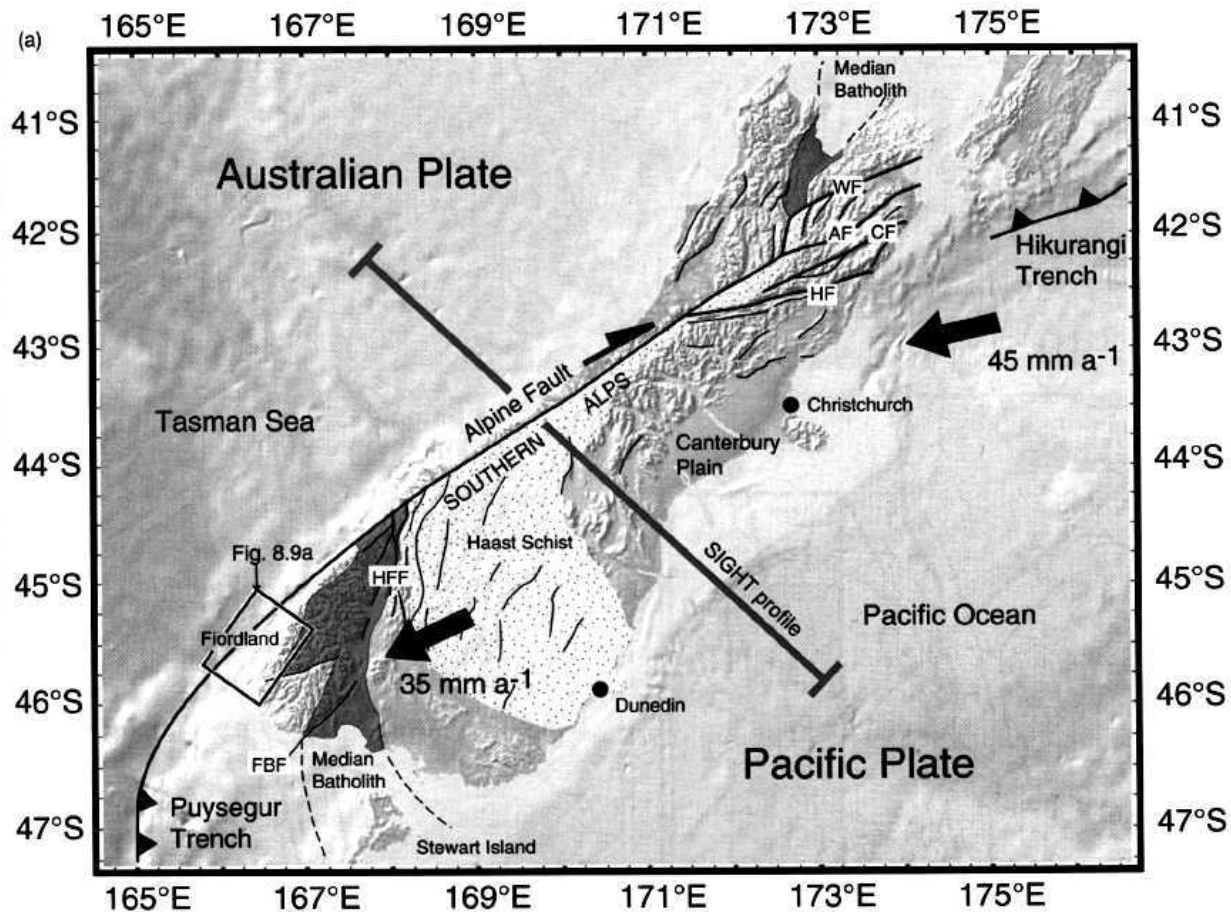 (a)
165°E 167°E 169°E 171°E 173°E 175°E
41°S
42°S
43°S
44°S
45°S
46°S
47°S
Median
Batholith
Australian Plate
WF
AF
CF
HF
Hikurangi
Trench
45 mm a-1
Alpine Fault
SOUTHERN ALPS
Christchurch
Tasman Sea
Canterbury
Plain
Fig. 8.9a
Haast Schist
HFF
SIGHT profile
Pacific Ocean
Fiordland
35 mm a-1
Dunedin
FBF
Median
Batholith
Pacific Plate
Puysegur
Trench
Stewart Island
41°S
42°S
43°S
44°S
45°S
46°S
47°S
165°E 167°E 169°E 171°E 173°E 175°E